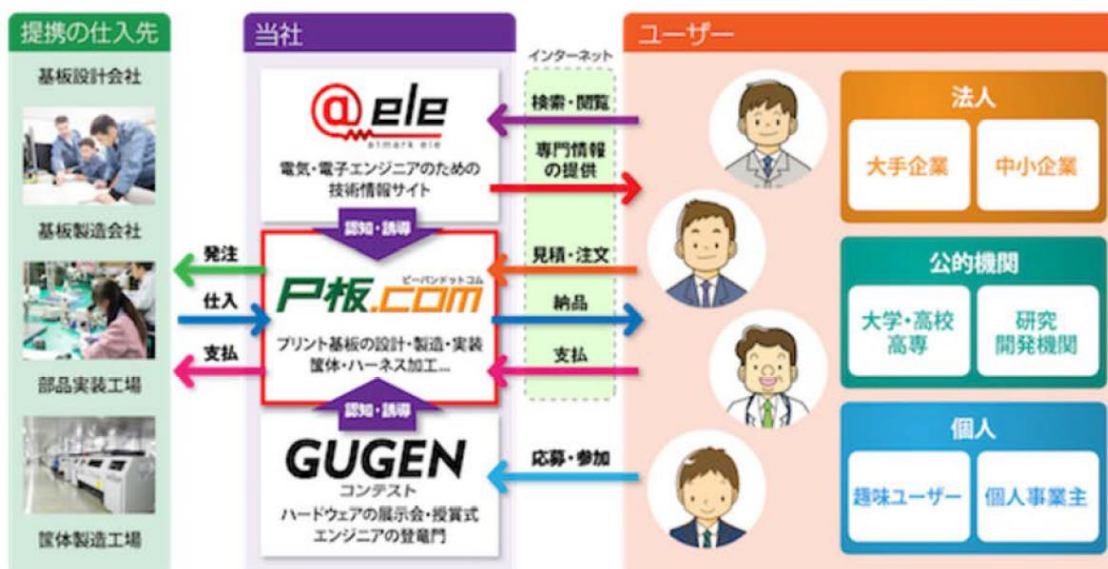 提携の仕入先
基板設計会社
基板製造会社
部品実装工場
筐体製造工場
発注
仕入
支払
当社
@ele
atmark ele
電気・電子エンジニアのための
技術情報サイト
認知・誘導
ピーバンドットコム
P板.com
プリント基板の設計・製造・実装
筐体・ハーネス加工...
認知・誘導
GUGEN
コンテスト
ハードウェアの展示会・授賞式
エンジニアの登竜門
インターネット
検索・閲覧
専門情報
の提供
見積・注文
納品
支払
応募・参加
ユーザー
法人
大手企業
中小企業
公的機関
大学・高校
高専
研究
開発機関
個人
趣味ユーザー
個人事業主